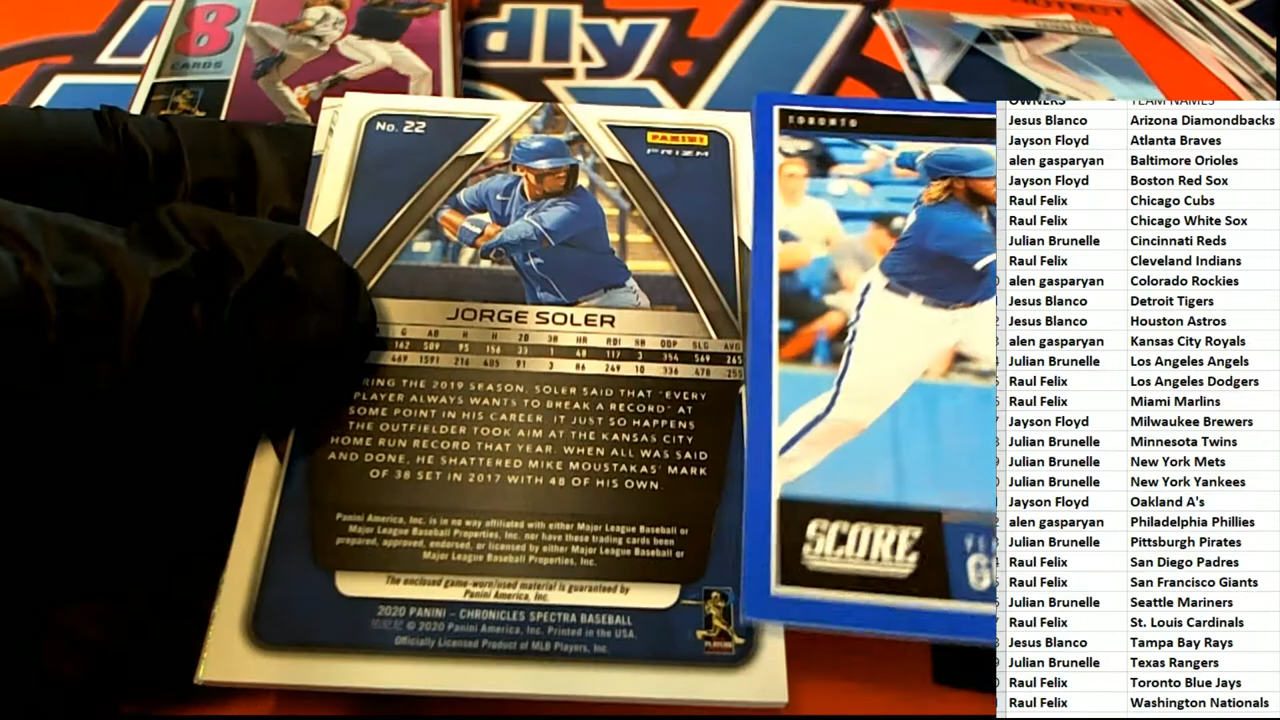 8
CARDS
dly
No. 22
PANINI
PRIZM
JORGE SOLER
G AB R H 2B 3B HR RBI SB OOP SLG AVG
162 589 95 156 33 1 48 117 3 354 569 265
469 1591 216 405 91 3 86 249 10 336 .478 255
RING THE 2019 SEASON, SOLER SAID THAT "EVERY
PLAYER ALWAYS WANTS TO BREAK A RECORD" AT
SOME POINT IN HIS CAREER. IT JUST SO HAPPENS
THE OUTFIELDER TOOK AIM AT THE KANSAS CITY
HOME RUN RECORD THAT YEAR. WHEN ALL WAS SAID
AND DONE, HE SHATTERED MIKE MOUSTAKAS' MARK
OF 38 SET IN 2017 WITH 48 OF HIS OWN.
Panini America, Inc. is in no way affiliated with either Major League Baseball or
Major League Baseball Properties, Inc. nor have these trading cards been
prepared, approved, endorsed, or licensed by either Major League Baseball or
Major League Baseball Properties, Inc.
The enclosed game-worn/used material is guaranteed by
Panini America, Inc.
2020 PANINI – CHRONICLES SPECTRA BASEBALL
© 2020 Panini America, Inc. Printed in the USA.
Officially Licensed Product of MLB Players, Inc.
TORONTO
SCORE
OWNERS TEAM NAMES
Jesus Blanco Arizona Diamondbacks
Jayson Floyd Atlanta Braves
alen gasparyan Baltimore Orioles
Jayson Floyd Boston Red Sox
Raul Felix Chicago Cubs
Raul Felix Chicago White Sox
Julian Brunelle Cincinnati Reds
Raul Felix Cleveland Indians
alen gasparyan Colorado Rockies
Jesus Blanco Detroit Tigers
Jesus Blanco Houston Astros
alen gasparyan Kansas City Royals
Julian Brunelle Los Angeles Angels
Raul Felix Los Angeles Dodgers
Raul Felix Miami Marlins
Jayson Floyd Milwaukee Brewers
Julian Brunelle Minnesota Twins
Julian Brunelle New York Mets
Julian Brunelle New York Yankees
Jayson Floyd Oakland A's
alen gasparyan Philadelphia Phillies
Julian Brunelle Pittsburgh Pirates
Raul Felix San Diego Padres
Raul Felix San Francisco Giants
Julian Brunelle Seattle Mariners
Raul Felix St. Louis Cardinals
Jesus Blanco Tampa Bay Rays
Julian Brunelle Texas Rangers
Raul Felix Toronto Blue Jays
Raul Felix Washington Nationals